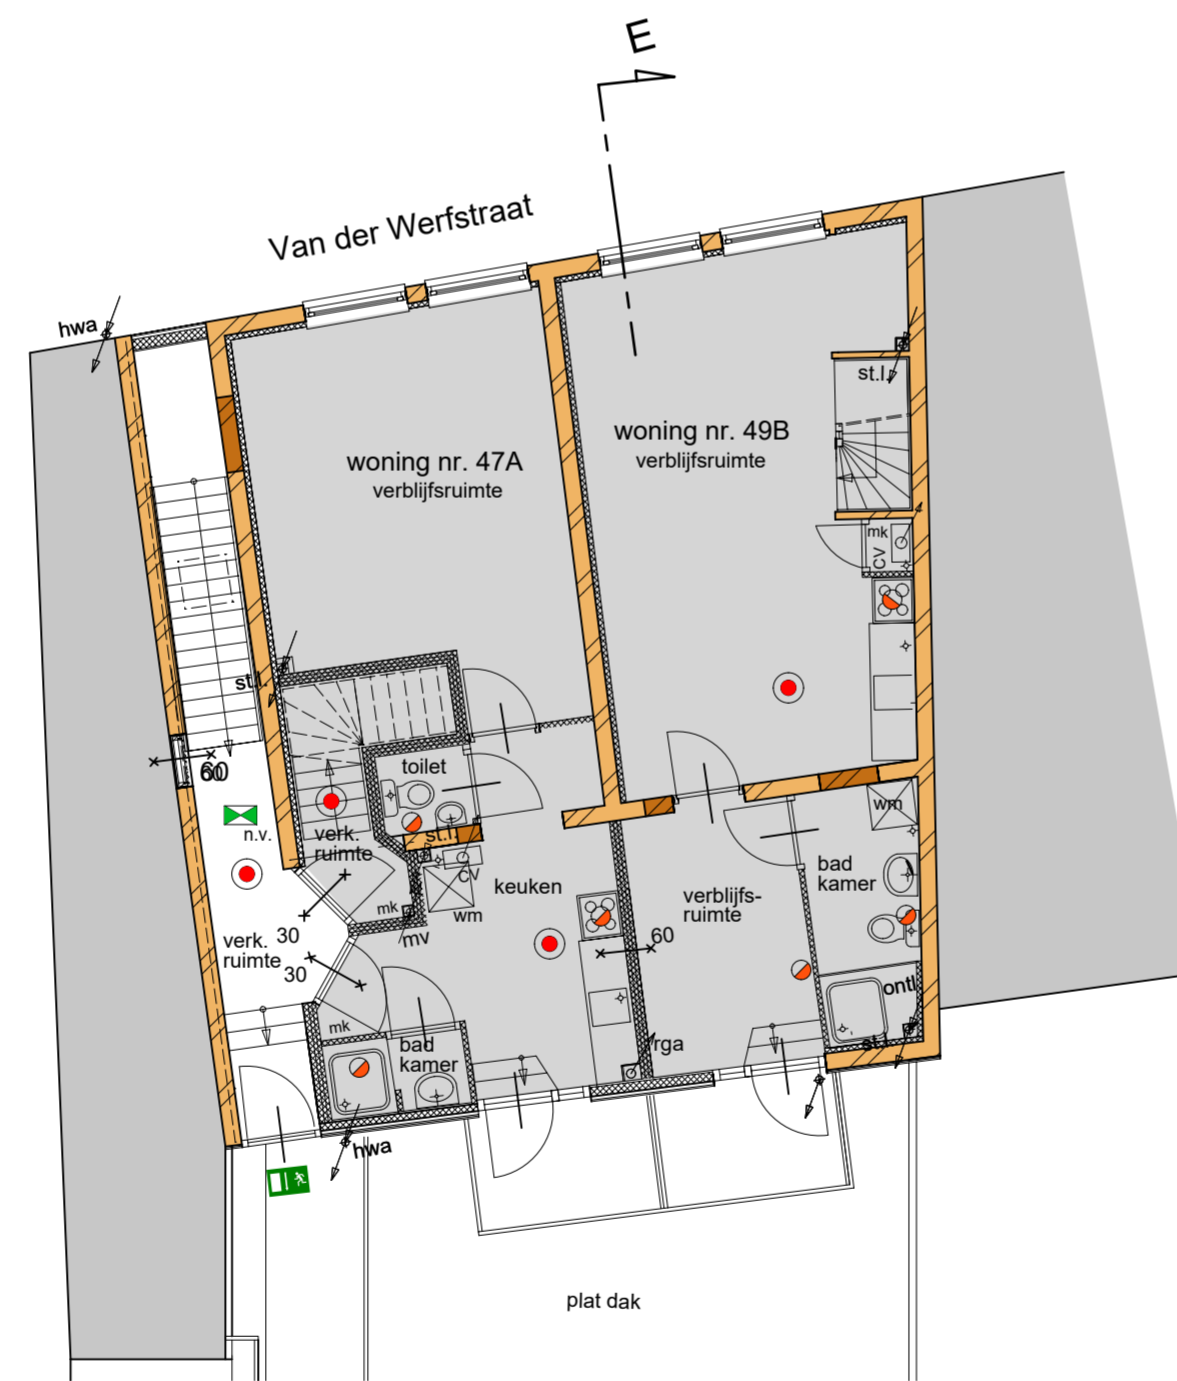 E
Van der Werfstraat
hwa
st.l.
woning nr. 49B
verblijfsruimte
woning nr. 47A
verblijfsruimte
mk
CV
st.l.
60
60
toilet
n.v.
verk.
ruimte
st.l.
CV
keuken
wm
bad
kamer
wm
verblijfs-
ruimte
mk
mv
30
verk.
ruimte
30
60
ontl
mk
bad
kamer
rga
st.l.
hwa
plat dak